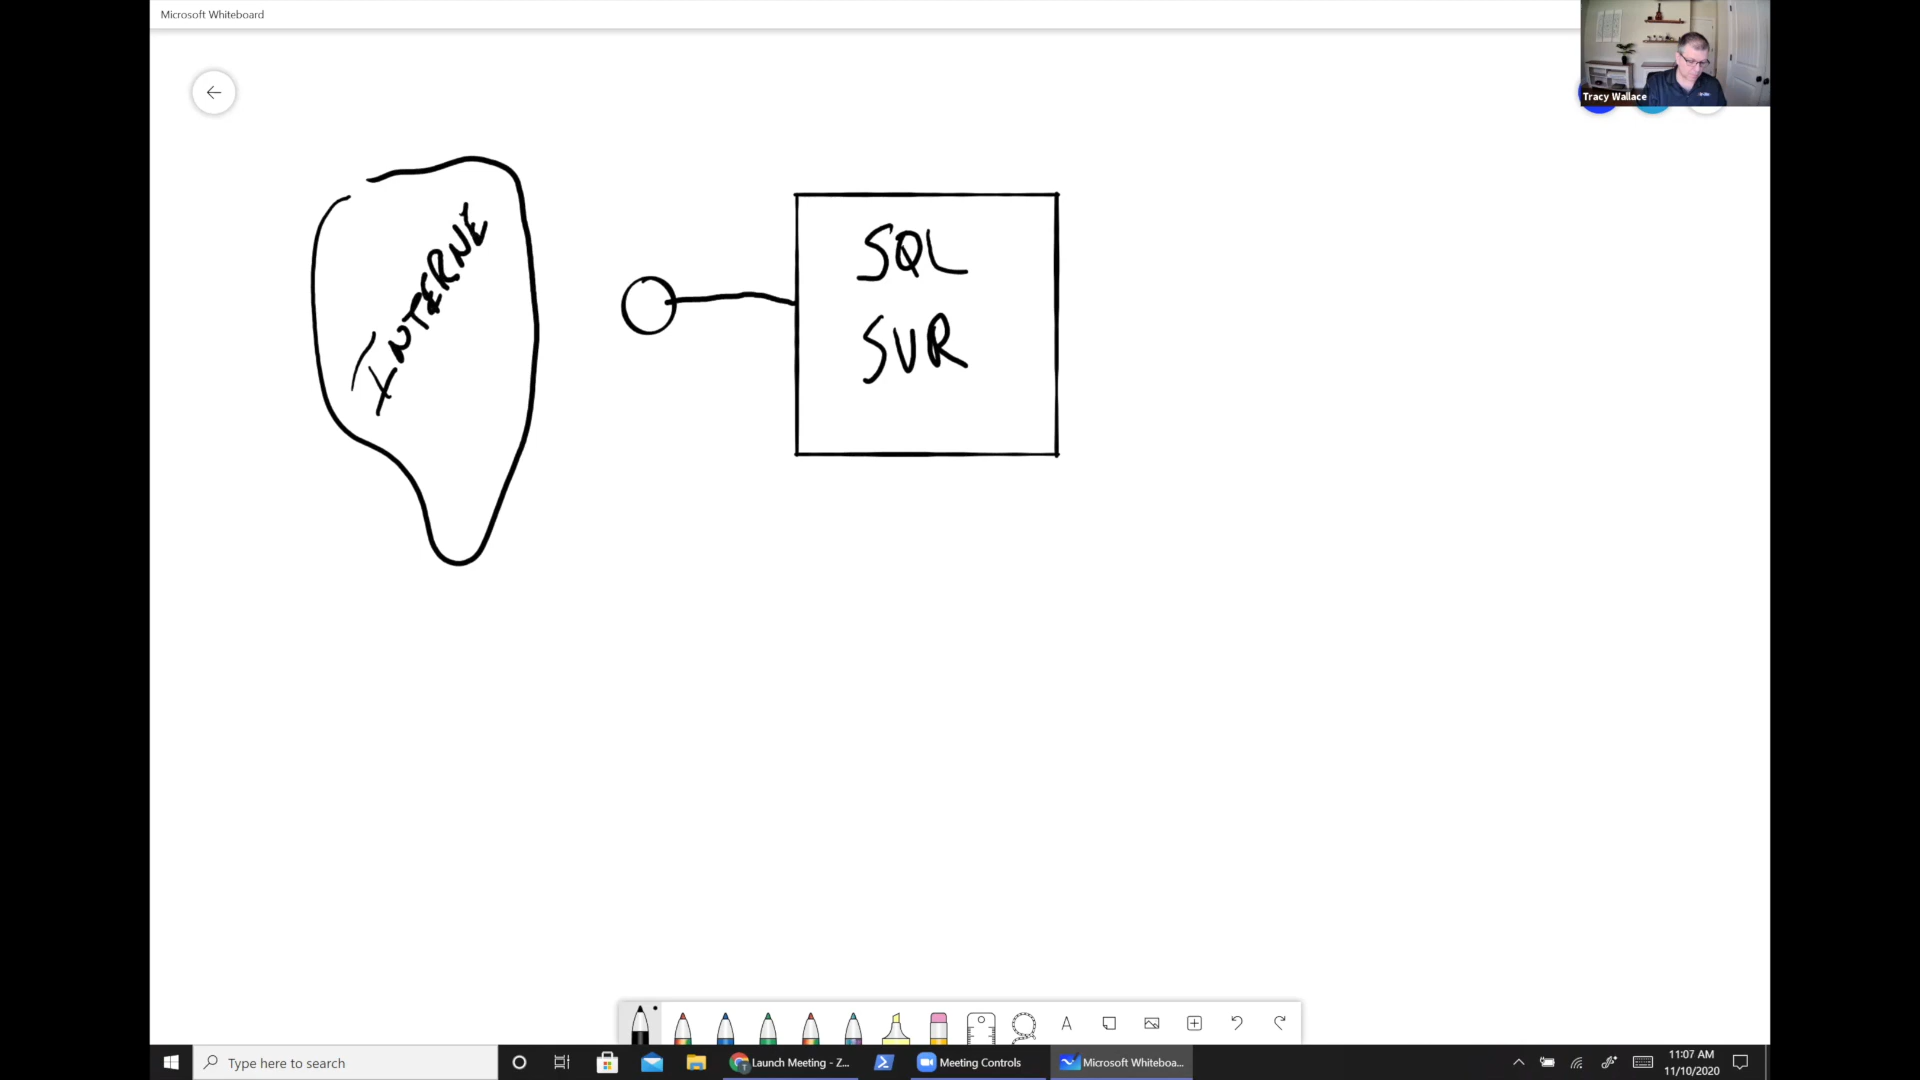 Microsoft Whiteboard
Tracy Wallace
INTERNE
SQL
SVR
A
Type here to search
Launch Meeting - Z...
Meeting Controls
Microsoft Whiteboa...
11:07 AM
11/10/2020